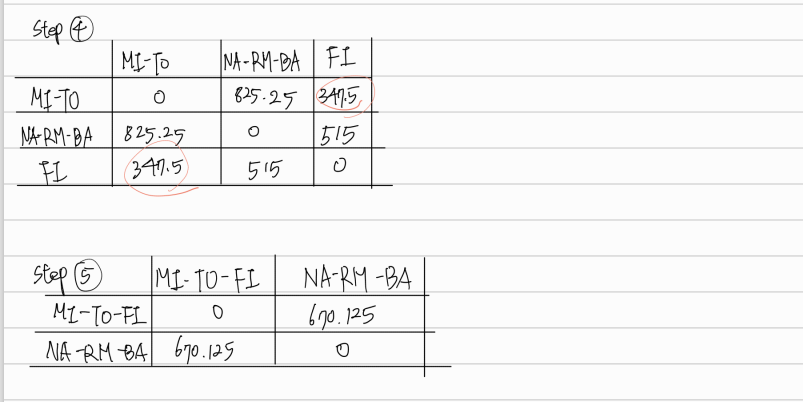 Step ④
MI-TO NA-RM-BA FI
MI-TO 0 825.25 347.5
NA-RM-BA 825.25 0 515
FI 347.5 515 0
Step ⑤ MI-TO-FI NA-RM-BA
MI-TO-FI 0 670.125
NA-RM-BA 670.125 0